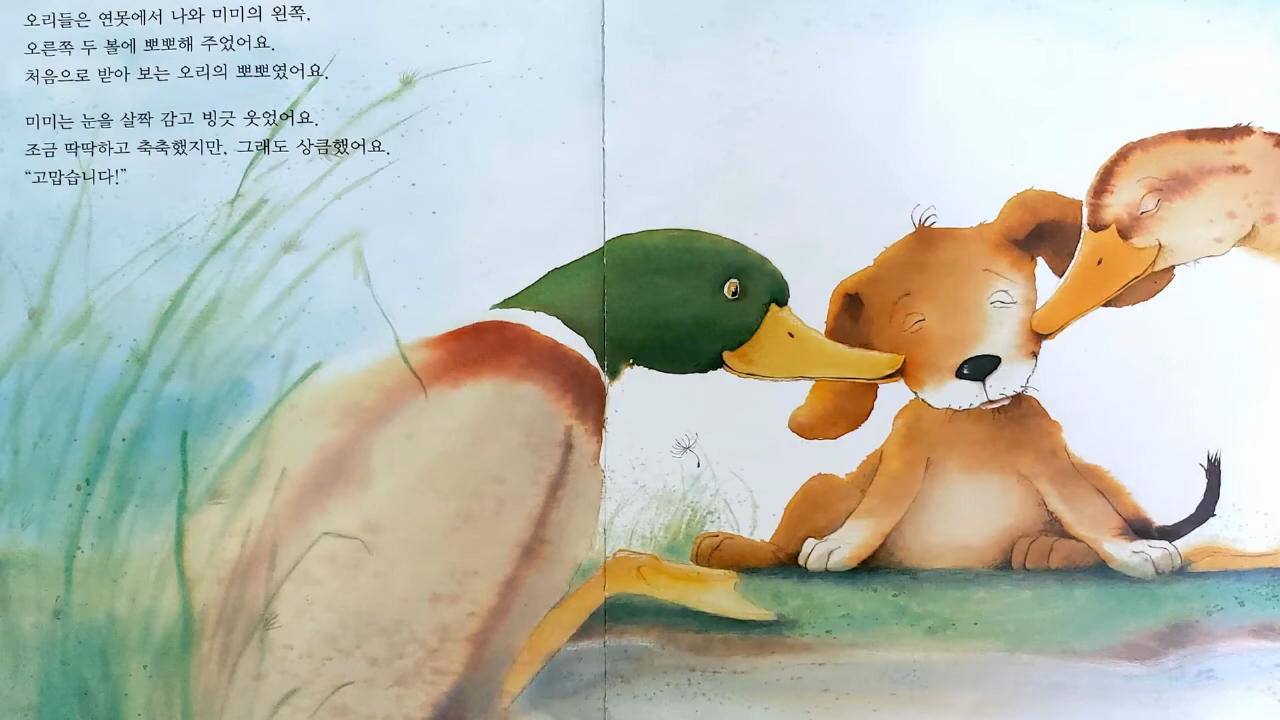 오리들은 연못에서 나와 미미의 왼쪽,
오른쪽 두 볼에 뽀뽀해 주었어요.
처음으로 받아 보는 오리의 뽀뽀였어요.
미미는 눈을 살짝 감고 빙긋 웃었어요.
조금 딱딱하고 축축했지만, 그래도 상큼했어요.
“고맙습니다!”